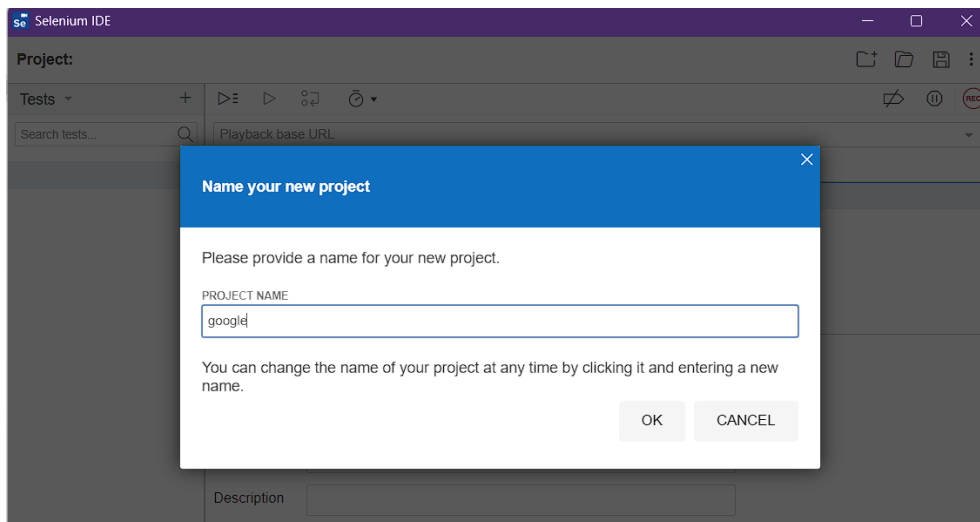 Selenium IDE
Project:
Tests
Search tests...
Playback base URL
REC
Name your new project
Please provide a name for your new project.
PROJECT NAME
google
You can change the name of your project at any time by clicking it and entering a new
name.
OK CANCEL
Description